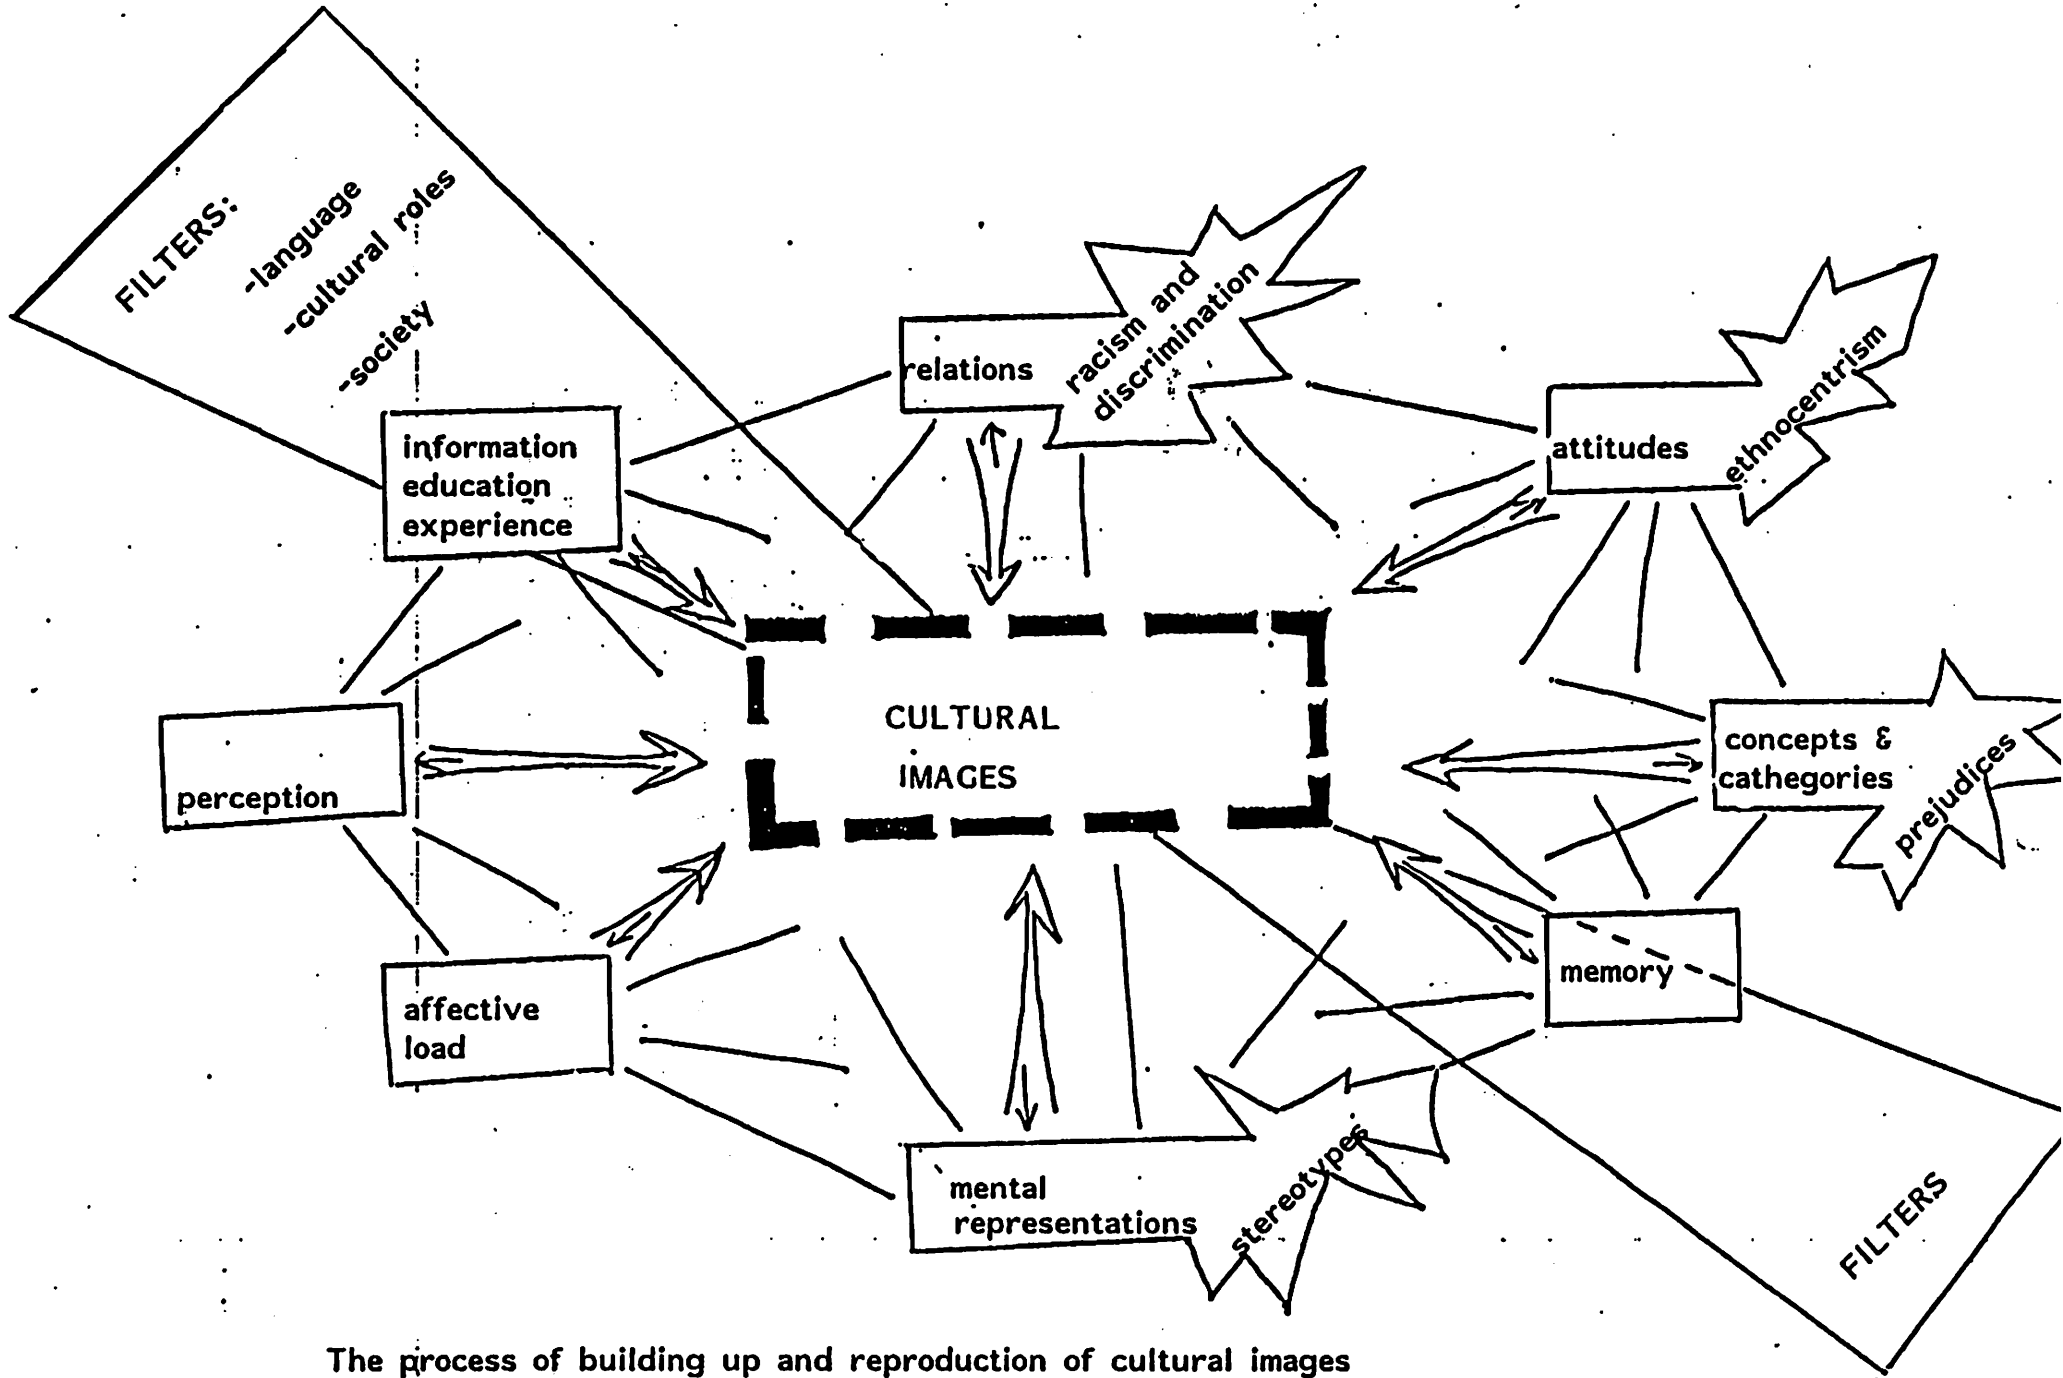 FILTERS:
-language
-cultural roles
-society
relations
racism and
discrimination
attitudes
ethnocentrism
information
education
experience
CULTURAL
IMAGES
perception
concepts &
cathegories
prejudices
affective
load
memory
mental
representations
stereotypes
FILTERS
The process of building up and reproduction of cultural images